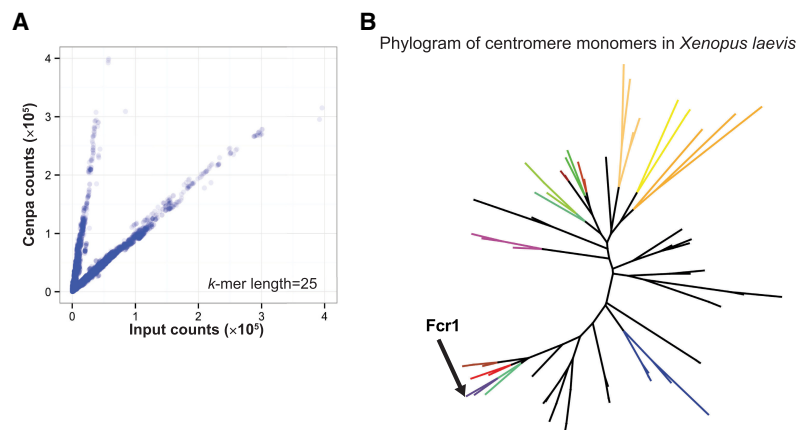 A
B
Phylogram of centromere monomers in Xenopus laevis
Cenpa counts (×10⁵)
4
3
2
1
0
k-mer length=25
0
1
2
3
4
Input counts (×10⁵)
Fcr1